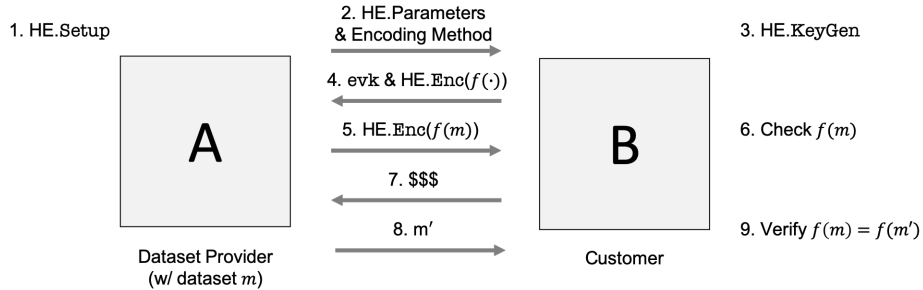 1. HE.Setup
2. HE.Parameters
& Encoding Method
3. HE.KeyGen
4. evk & HE.Enc(f(·))
A
5. HE.Enc(f(m))
B
6. Check f(m)
7. $$$
8. m′
9. Verify f(m) = f(m′)
Dataset Provider
(w/ dataset m)
Customer